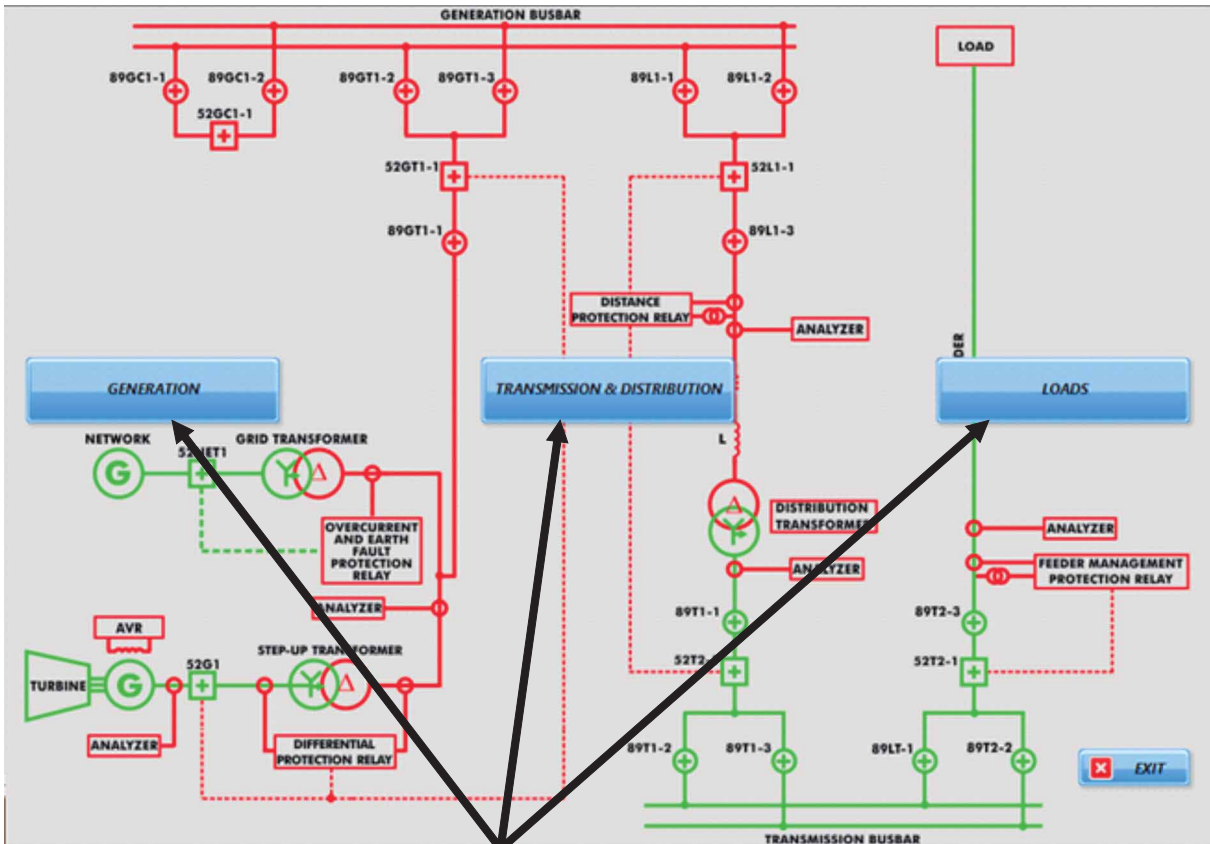 GENERATION BUSBAR
LOAD
89GC1-1
89GC1-2
89GT1-2
89GT1-3
89L1-1
89L1-2
52GC1-1
52GT1-1
52L1-1
89GT1-1
89L1-3
DISTANCE
PROTECTION RELAY
ANALYZER
DER
GENERATION
TRANSMISSION & DISTRIBUTION
LOADS
NETWORK
GRID TRANSFORMER
L
G
Y
Δ
OVERCURRENT
AND EARTH
FAULT
PROTECTION
RELAY
Δ
Y
DISTRIBUTION
TRANSFORMER
ANALYZER
ANALYZER
FEEDER MANAGEMENT
PROTECTION RELAY
ANALYZER
AVR
STEP-UP TRANSFORMER
89T1-1
89T2-3
TURBINE
G
52G1
Y
Δ
52T2-1
ANALYZER
DIFFERENTIAL
PROTECTION RELAY
89T1-2
89T1-3
89LT-1
89T2-2
EXIT
TRANSMISSION BUSBAR